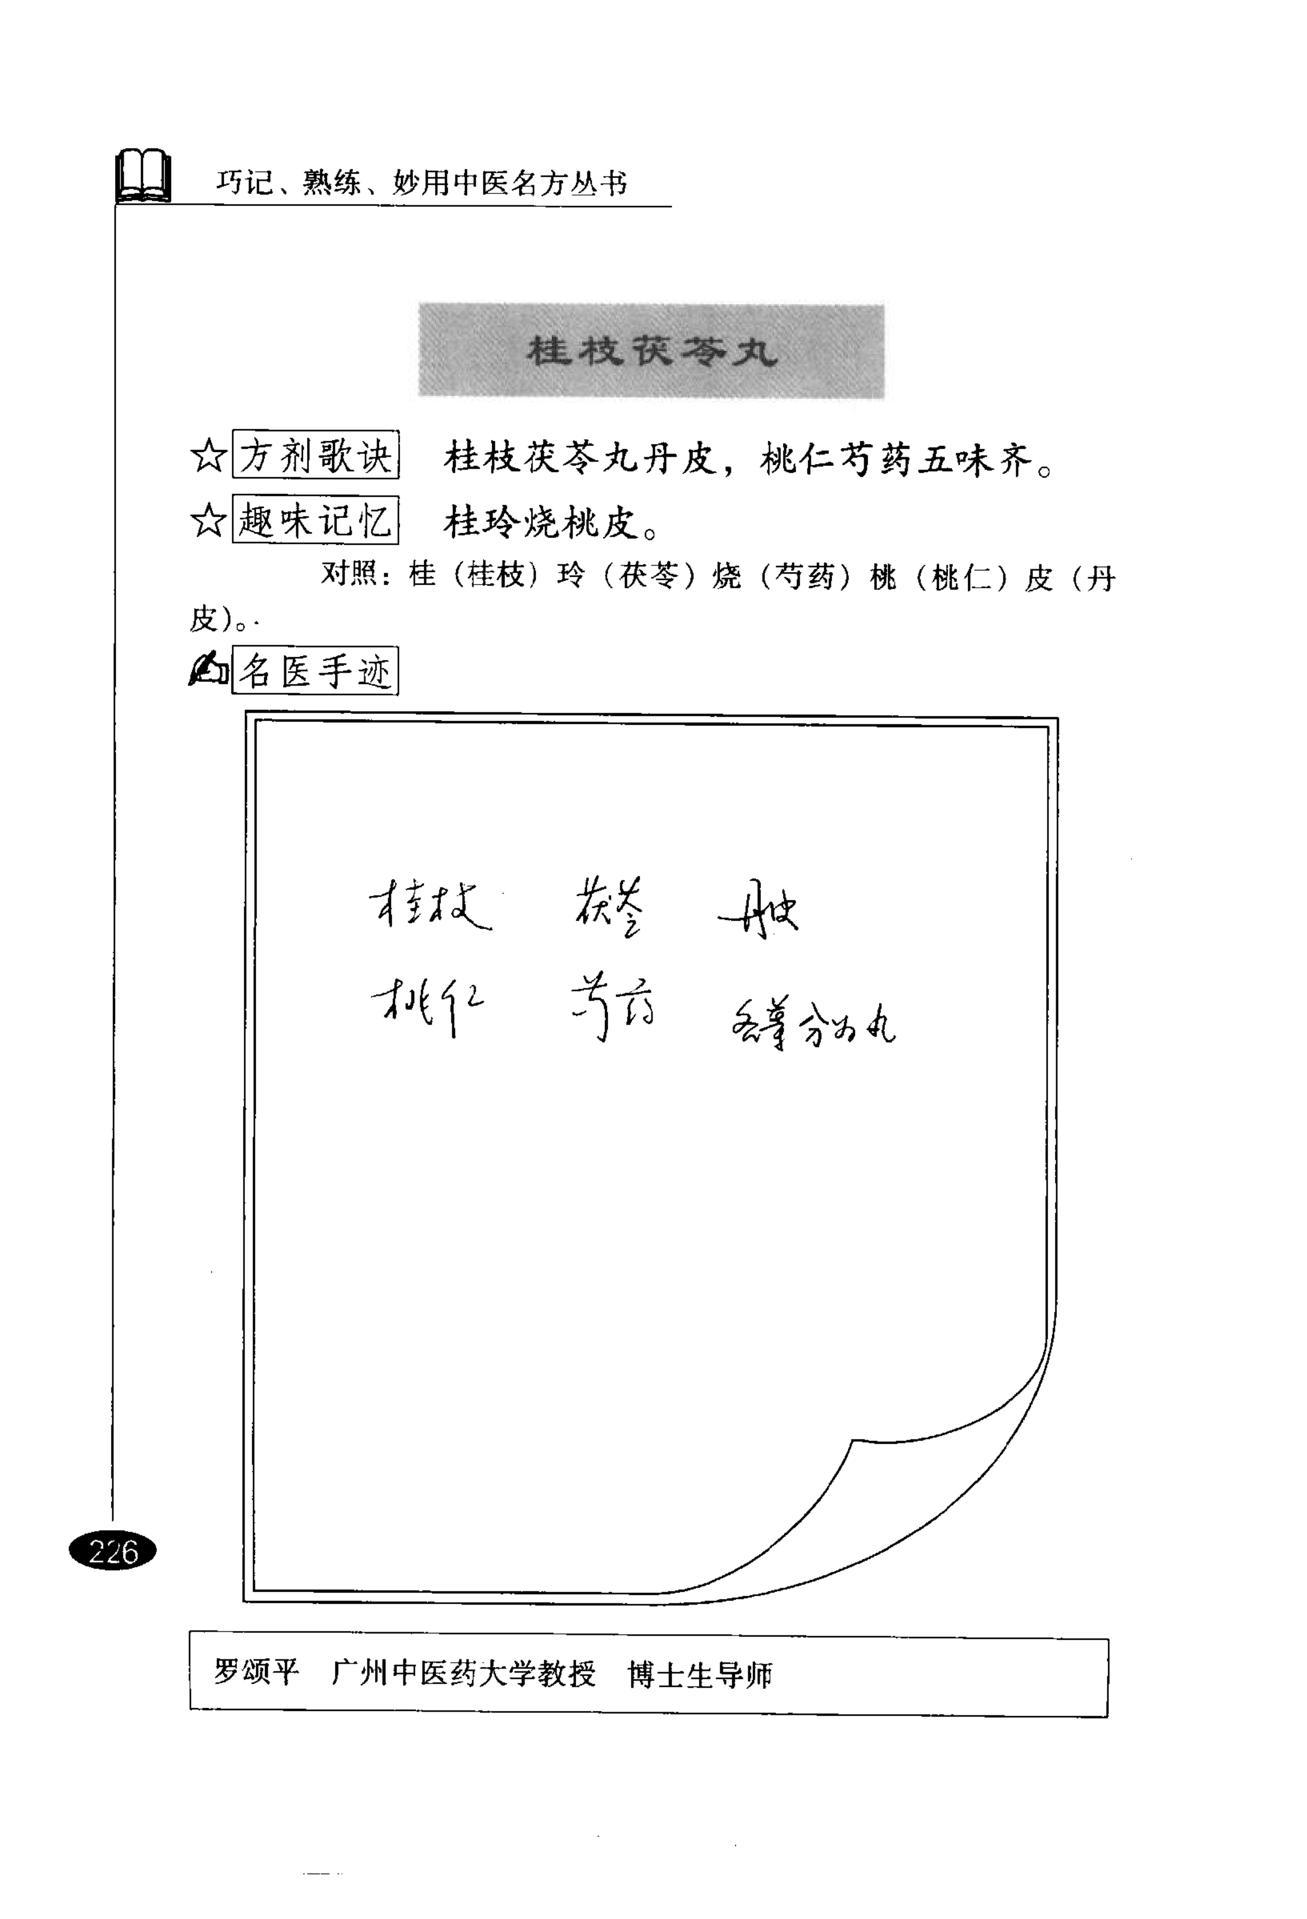 巧记、熟练、妙用中医名方丛书
桂枝茯苓丸
☆方剂歌诀 桂枝茯苓丸丹皮，桃仁芍药五味齐。
☆趣味记忆 桂玲烧桃皮。
对照：桂（桂枝）玲（茯苓）烧（芍药）桃（桃仁）皮（丹
皮）。
名医手迹
桂枝 茯苓 丹皮
桃仁 芍药 各等分为丸
226
罗颂平 广州中医药大学教授 博士生导师